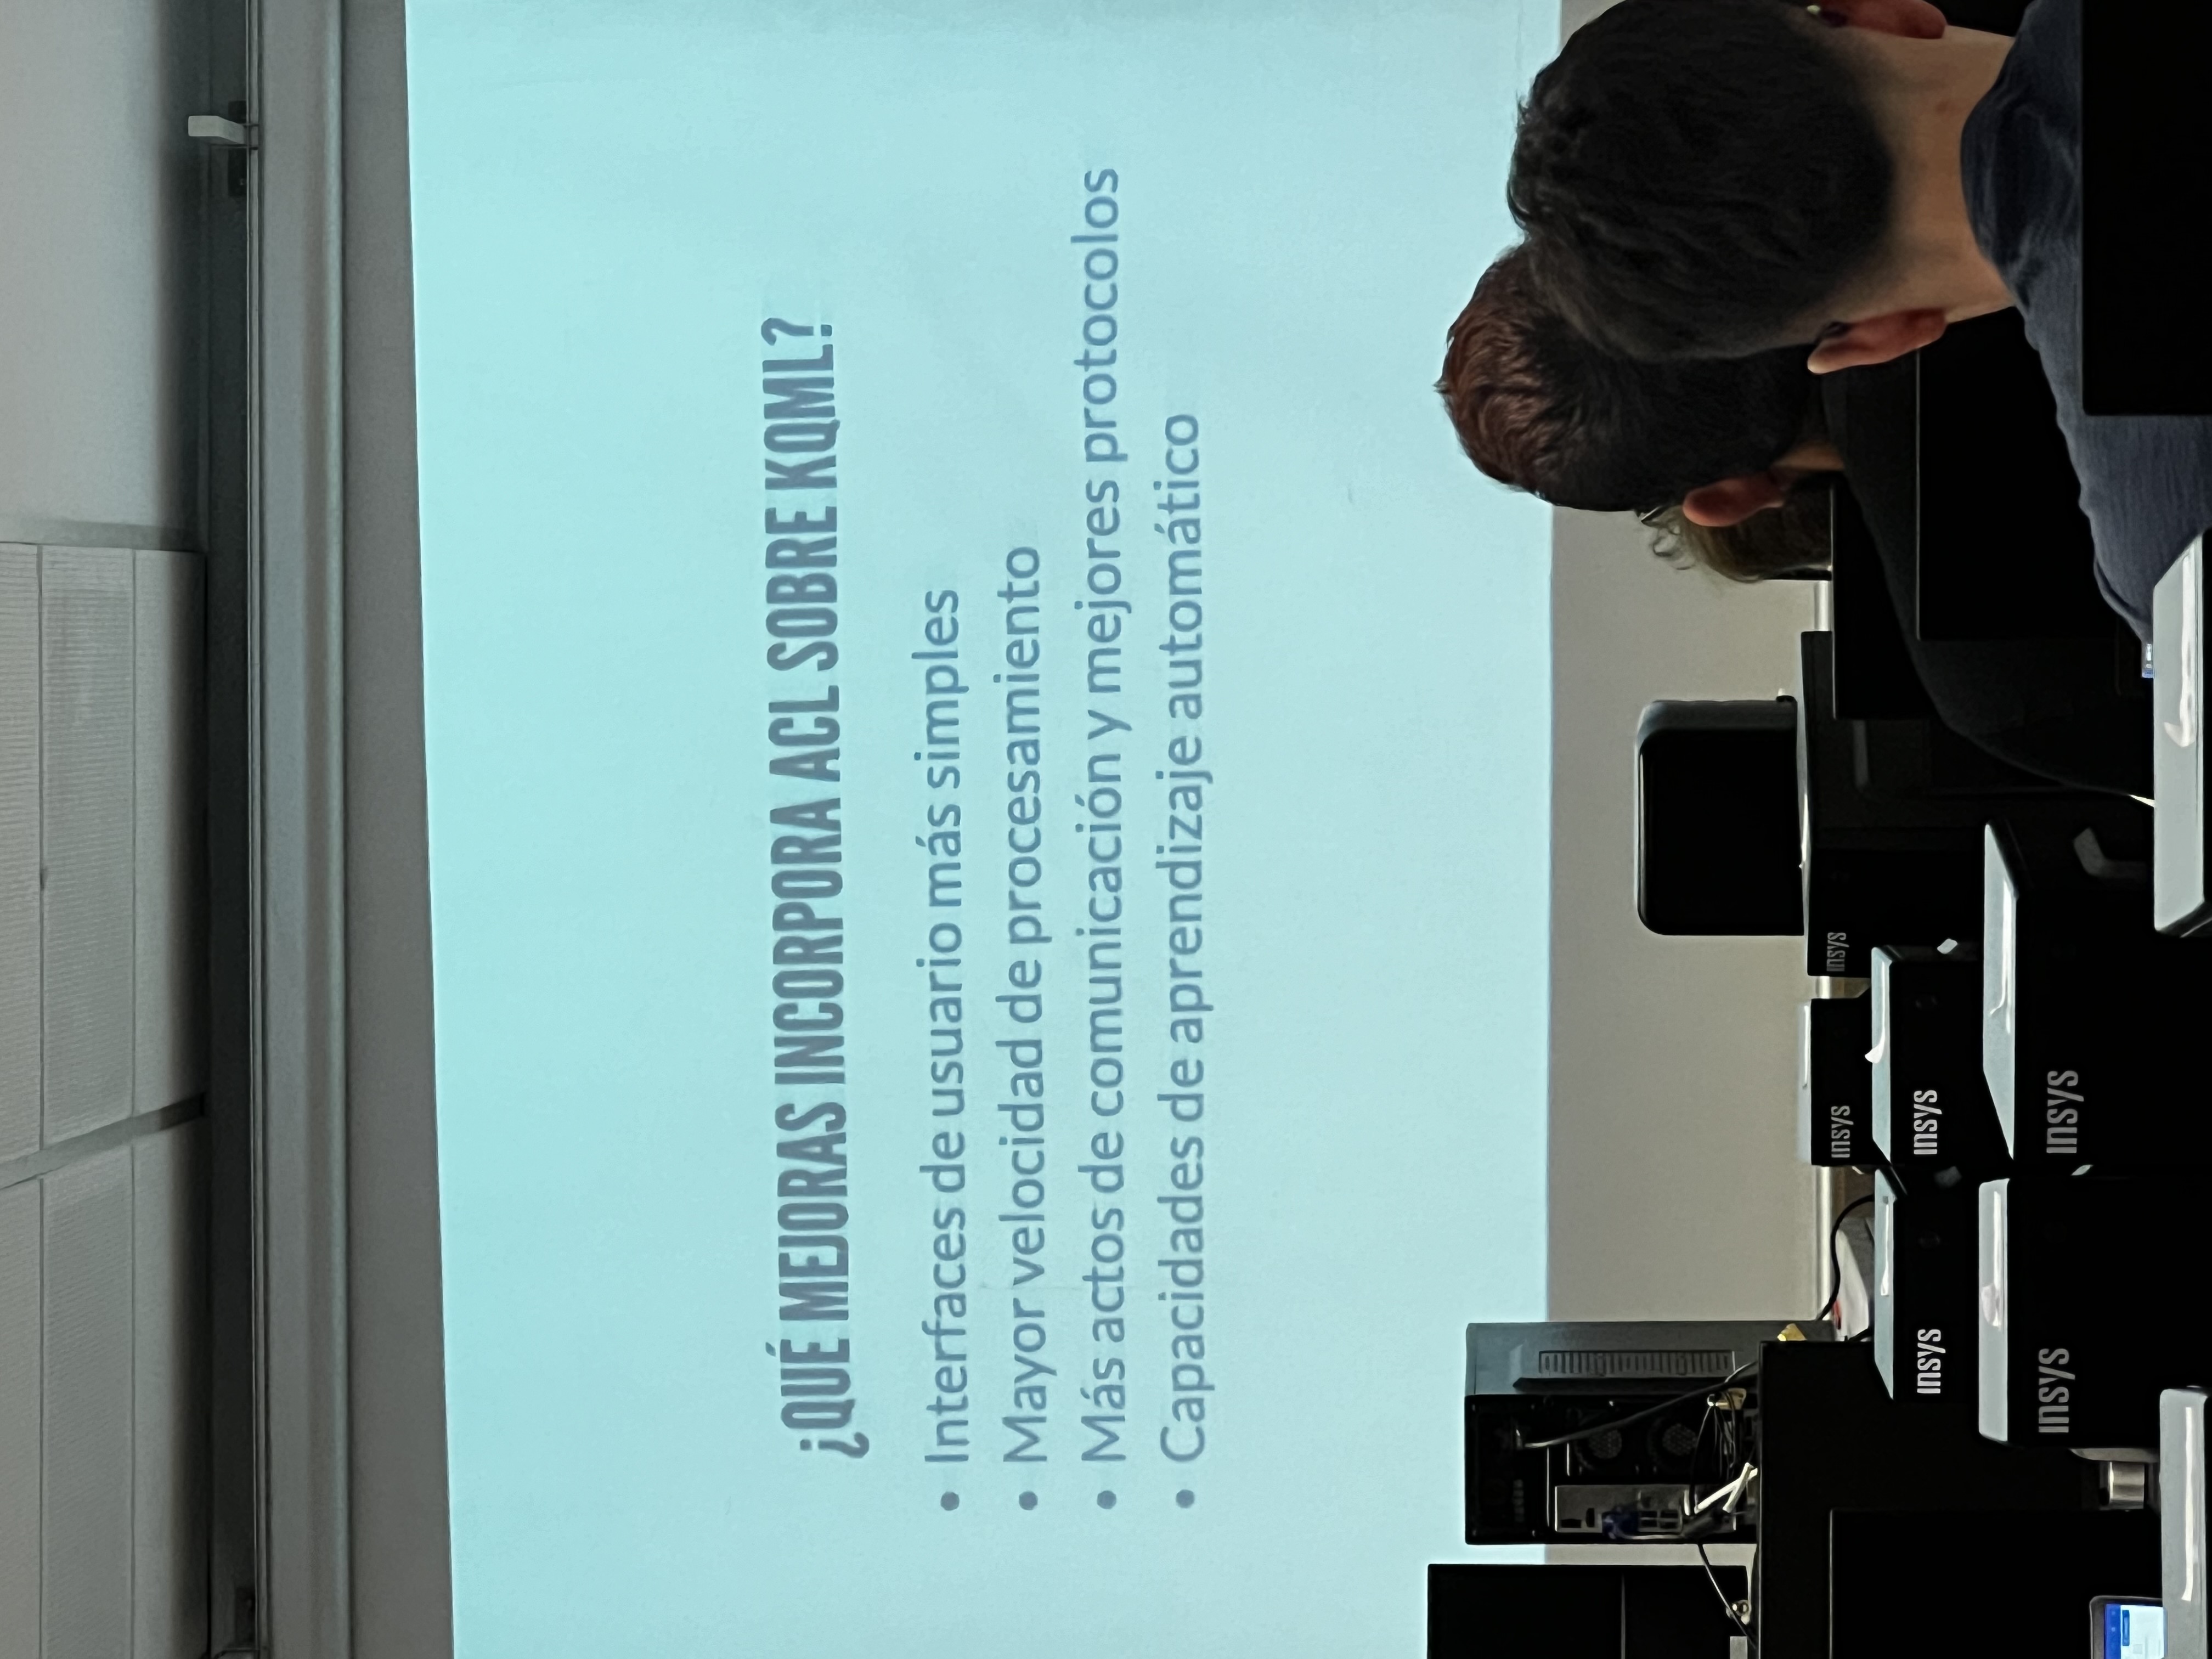 ¿QUÉ MEJORAS INCORPORA ACL SOBRE KQML?
• Interfaces de usuario más simples
• Mayor velocidad de procesamiento
• Más actos de comunicación y mejores protocolos
• Capacidades de aprendizaje automático
INSYS
INSYS
INSYS
INSYS
INSYS
INSYS